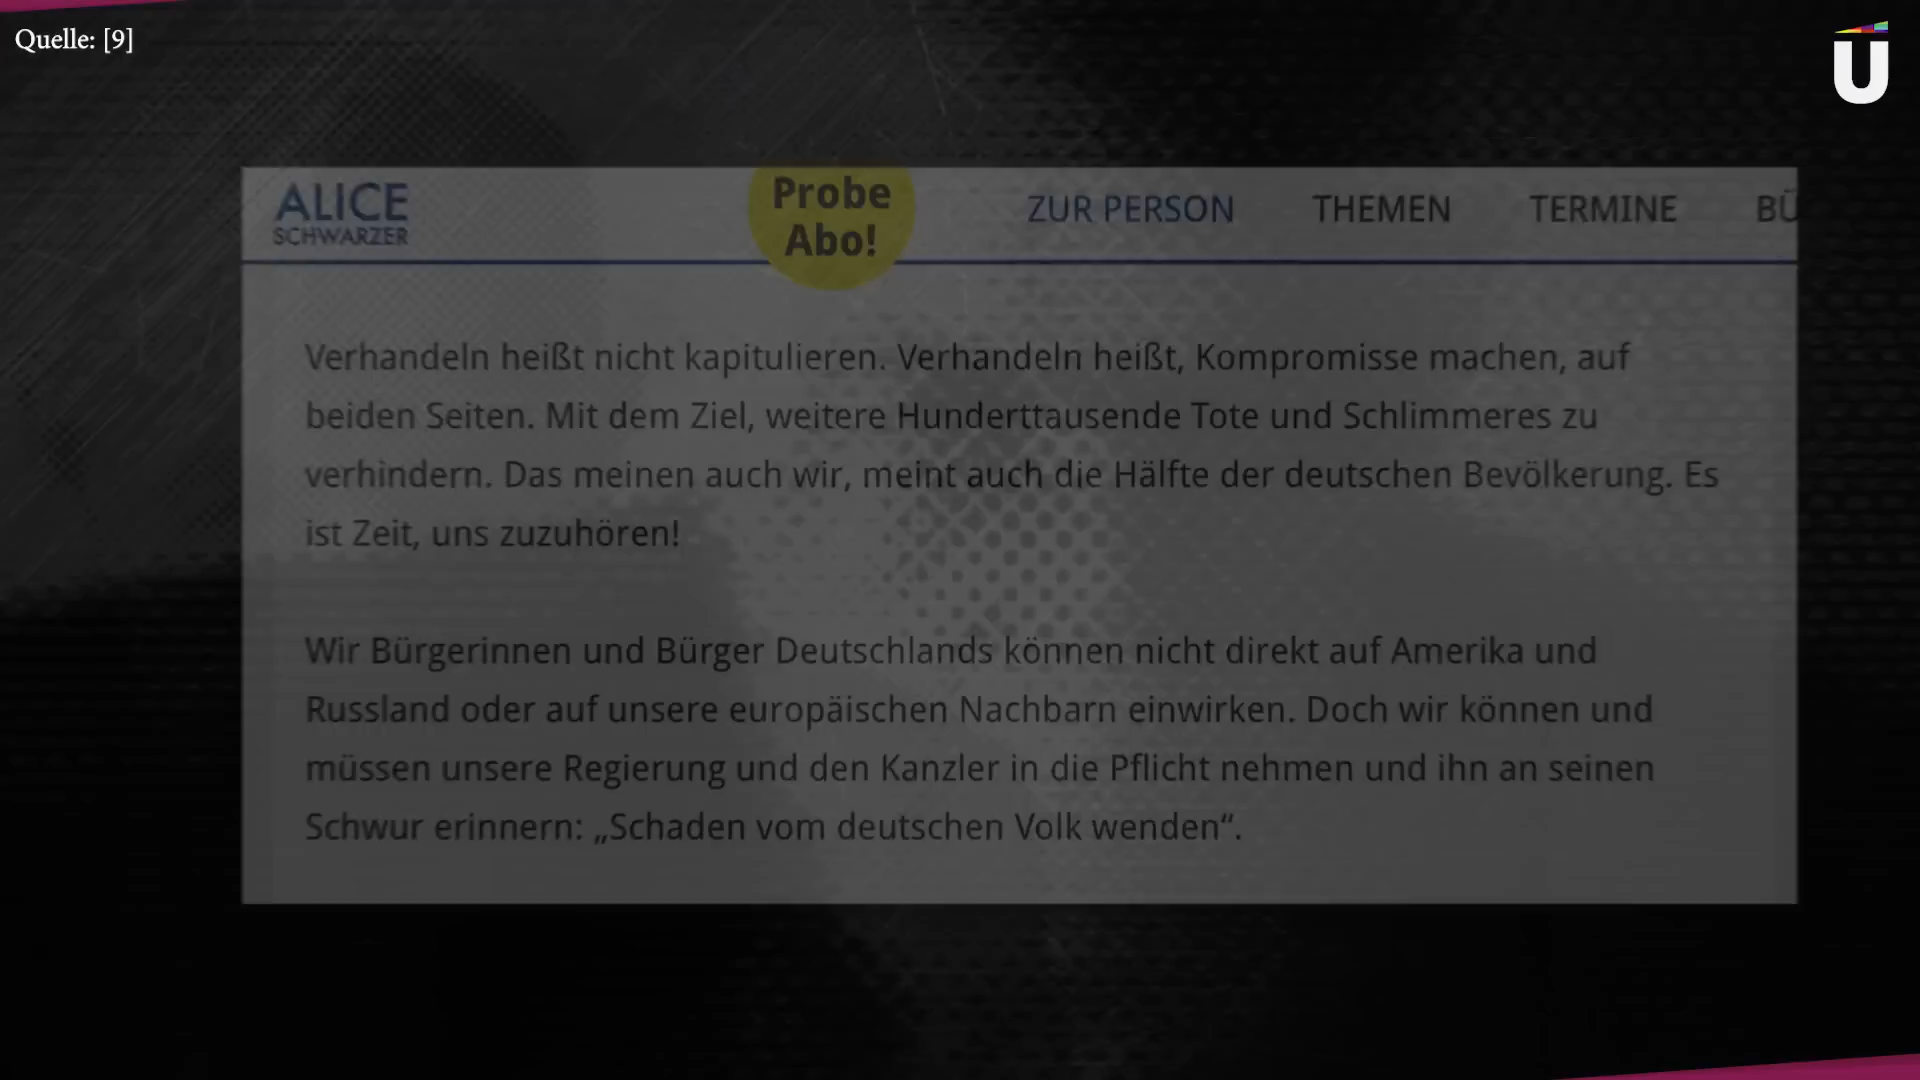 Quelle: [9]
U
ALICE
SCHWARZER
Probe
Abo!
ZUR PERSON
THEMEN
TERMINE
BÜ
Verhandeln heißt nicht kapitulieren. Verhandeln heißt, Kompromisse machen, auf
beiden Seiten. Mit dem Ziel, weitere Hunderttausende Tote und Schlimmeres zu
verhindern. Das meinen auch wir, meint auch die Hälfte der deutschen Bevölkerung. Es
ist Zeit, uns zuzuhören!
Wir Bürgerinnen und Bürger Deutschlands können nicht direkt auf Amerika und
Russland oder auf unsere europäischen Nachbarn einwirken. Doch wir können und
müssen unsere Regierung und den Kanzler in die Pflicht nehmen und ihn an seinen
Schwur erinnern: „Schaden vom deutschen Volk wenden“.